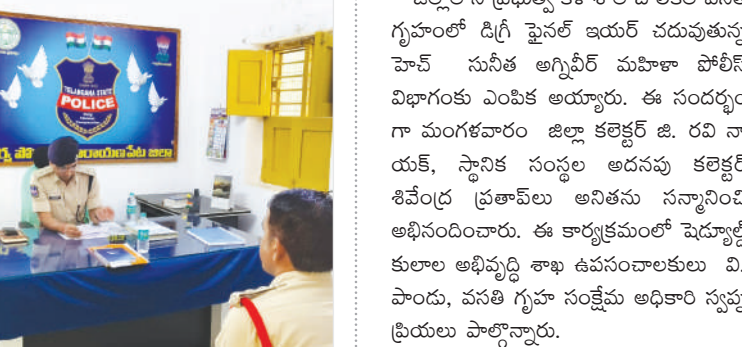 TELANGANA STATE
POLICE
నారాయణపేట జిల్లా
గృహంలో డిగ్రీ ఫైనల్ ఇయర్ చదువుతున్న
హెచ్ సునీత అగ్నివీర్ మహిళా పోలీస్
విభాగంకు ఎంపిక అయ్యారు. ఈ సందర్భం
గా మంగళవారం జిల్లా కలెక్టర్ జి. రవి నా
యక్, స్థానిక సంస్థల అదనపు కలెక్టర్
శివేంద్ర ప్రతాప్‌లు అనితను సన్మానించి
అభినందించారు. ఈ కార్యక్రమంలో షెడ్యూల్డ్
కులాల అభివృద్ధి శాఖ ఉపసంచాలకులు వి.
పాండు, వసతి గృహ సంక్షేమ అధికారి స్వప్న
ప్రియలు పాల్గొన్నారు.